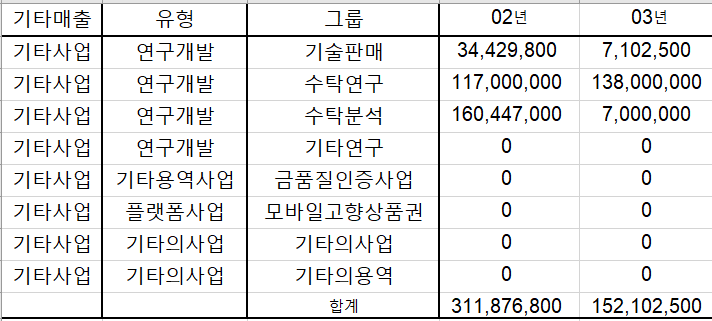 기타매출 유형 그룹 02년 03년
기타사업 연구개발 기술판매 34,429,800 7,102,500
기타사업 연구개발 수탁연구 117,000,000 138,000,000
기타사업 연구개발 수탁분석 160,447,000 7,000,000
기타사업 연구개발 기타연구 0 0
기타사업 기타용역사업 금품질인증사업 0 0
기타사업 플랫폼사업 모바일고향상품권 0 0
기타사업 기타의사업 기타의사업 0 0
기타사업 기타의사업 기타의용역 0 0
합계 311,876,800 152,102,500